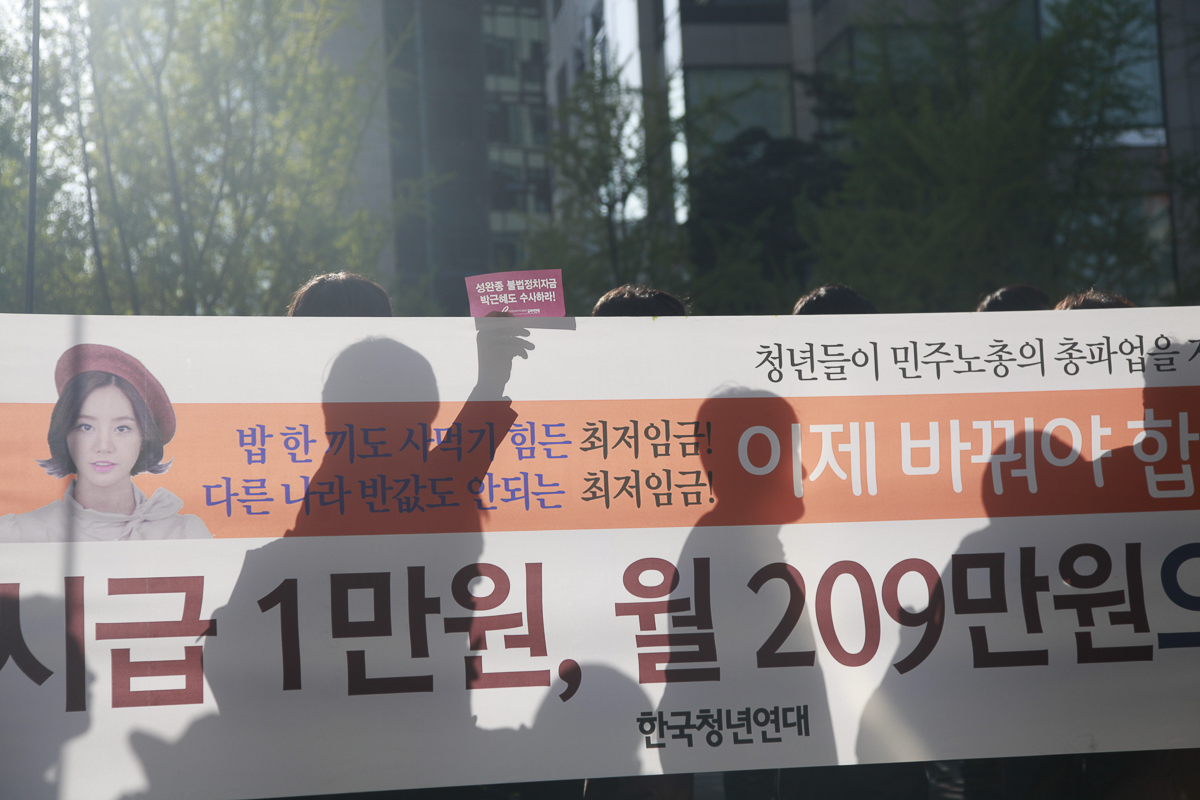 성완종 불법정치자금
박근혜도 수사하라!
청년들이 민주노총의 총파업을
밥 한 끼도 사먹기 힘든 최저임금!
다른 나라 반값도 안되는 최저임금!
이제 바꿔야 합
시급 1만원, 월 209만원으
한국청년연대